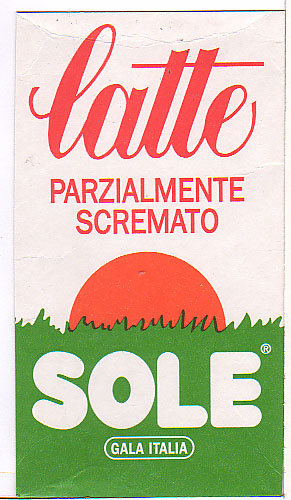 latte
PARZIALMENTE
SCREMATO
SOLE®
GALA ITALIA